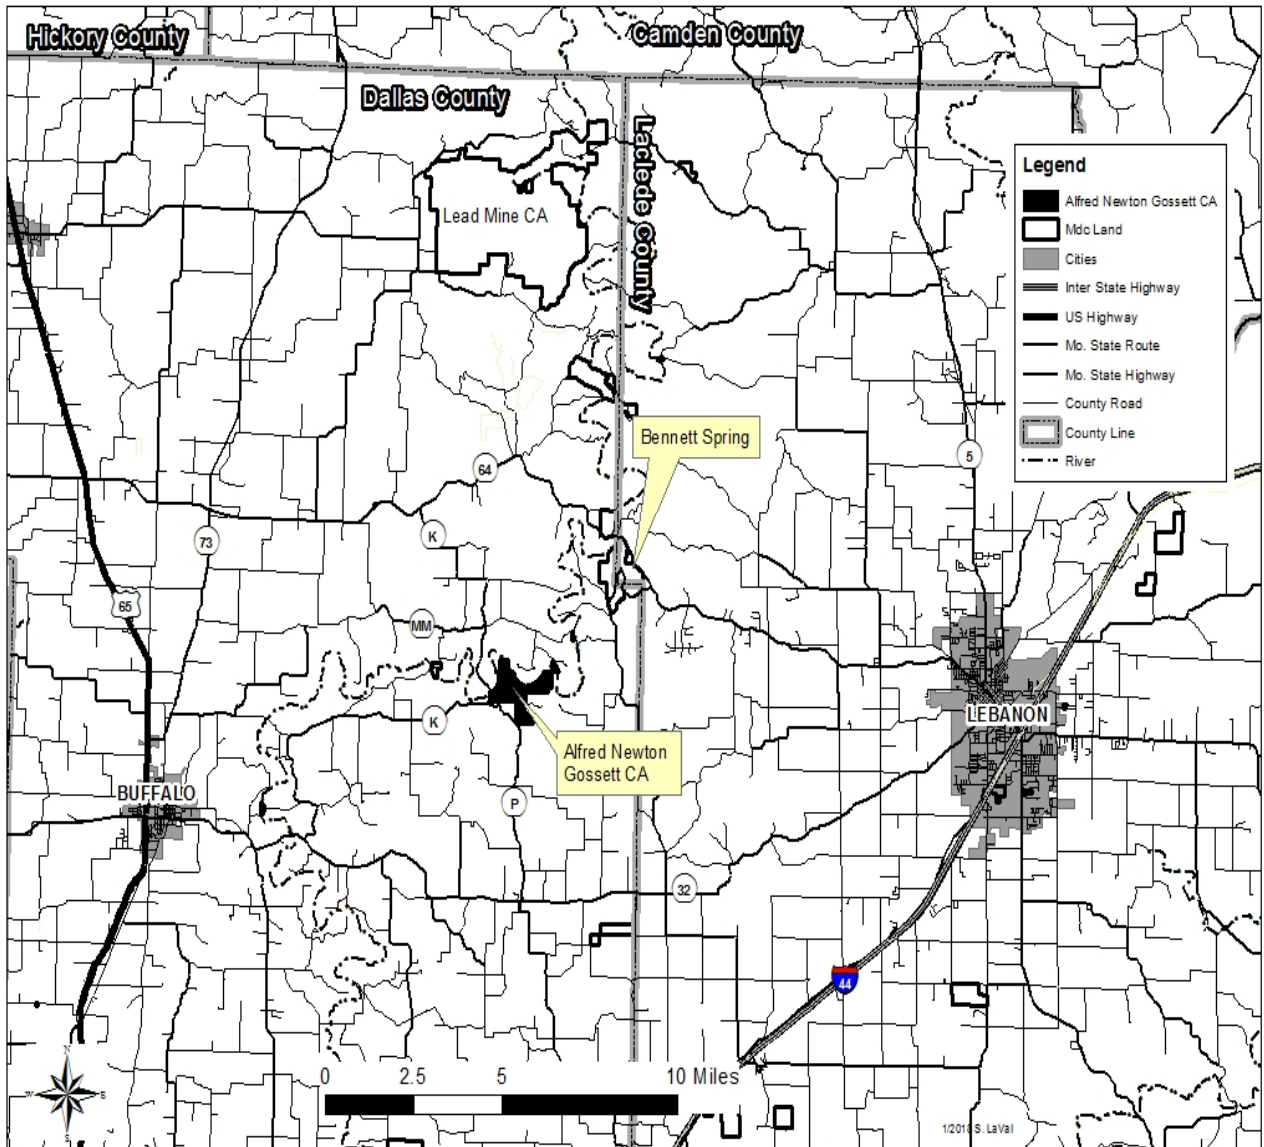 Hickory County
Camden County
Dallas County
Laclede County
Legend
Alfred Newton Gossett CA
Mdc Land
Cities
Inter State Highway
US Highway
Mo. State Route
Mo. State Highway
County Road
County Line
River
Lead Mine CA
Bennett Spring
64
5
K
73
65
MM
LEBANON
K
Alfred Newton
Gossett CA
BUFFALO
P
32
44
N
W
E
S
0 2.5 5 10 Miles
1/2018 S. LaVal